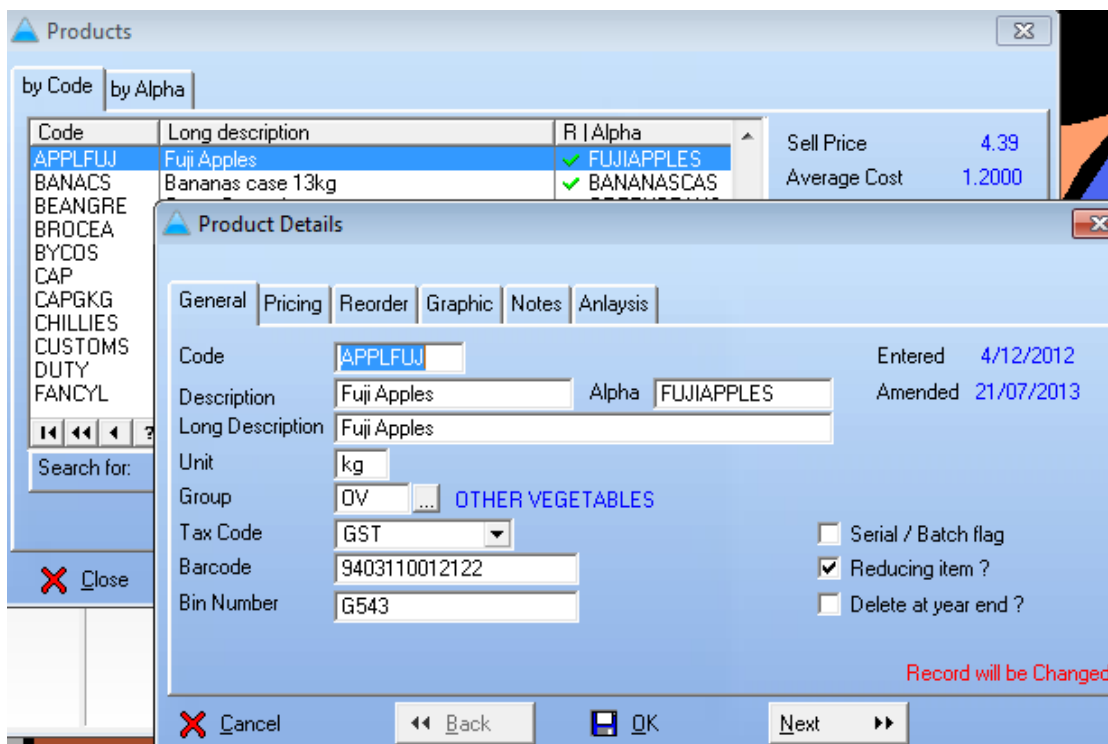 Products
by Code by Alpha
Code Long description R | Alpha
APPLFUJ Fuji Apples FUJIAPPLES
BANACS Bananas case 13kg BANANASCAS
BEANGRE
BROCEA
BYCOS
CAP
CAPGKG
CHILLIES
CUSTOMS
DUTY
FANCYL
?
Search for:
Close
Sell Price 4.39
Average Cost 1.2000
Product Details
General Pricing Reorder Graphic Notes Anlaysis
Code APPLFUJ Entered 4/12/2012
Description Fuji Apples Alpha FUJIAPPLES Amended 21/07/2013
Long Description Fuji Apples
Unit kg
Group OV ... OTHER VEGETABLES
Tax Code GST Serial / Batch flag
Barcode 9403110012122 Reducing item ?
Bin Number G543 Delete at year end ?
Record will be Changed
Cancel Back OK Next